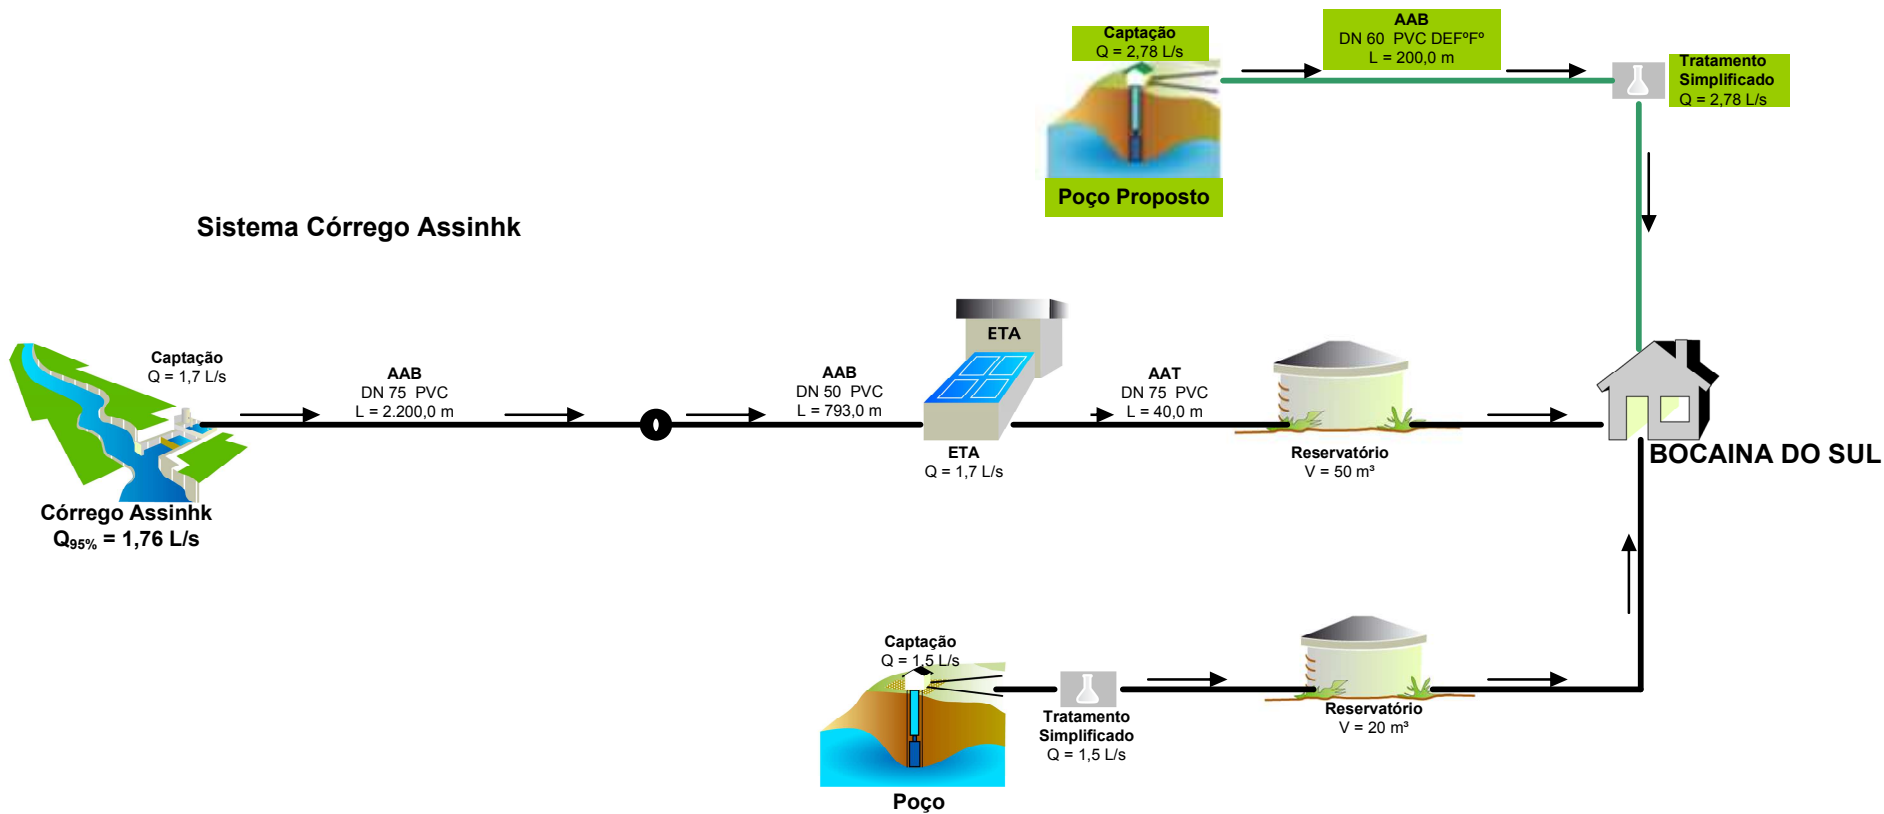 Captação
Q = 2,78 L/s
AAB
DN 60  PVC DEFºFº
L = 200,0 m
Tratamento
Simplificado
Q = 2,78 L/s
Poço Proposto
Sistema Córrego Assinhk
Captação
Q = 1,7 L/s
AAB
DN 75  PVC
L = 2.200,0 m
AAB
DN 50  PVC
L = 793,0 m
ETA
ETA
Q = 1,7 L/s
AAT
DN 75  PVC
L = 40,0 m
Reservatório
V = 50 m³
BOCAINA DO SUL
Córrego Assinhk
Q95% = 1,76 L/s
Captação
Q = 1,5 L/s
Poço
Tratamento
Simplificado
Q = 1,5 L/s
Reservatório
V = 20 m³